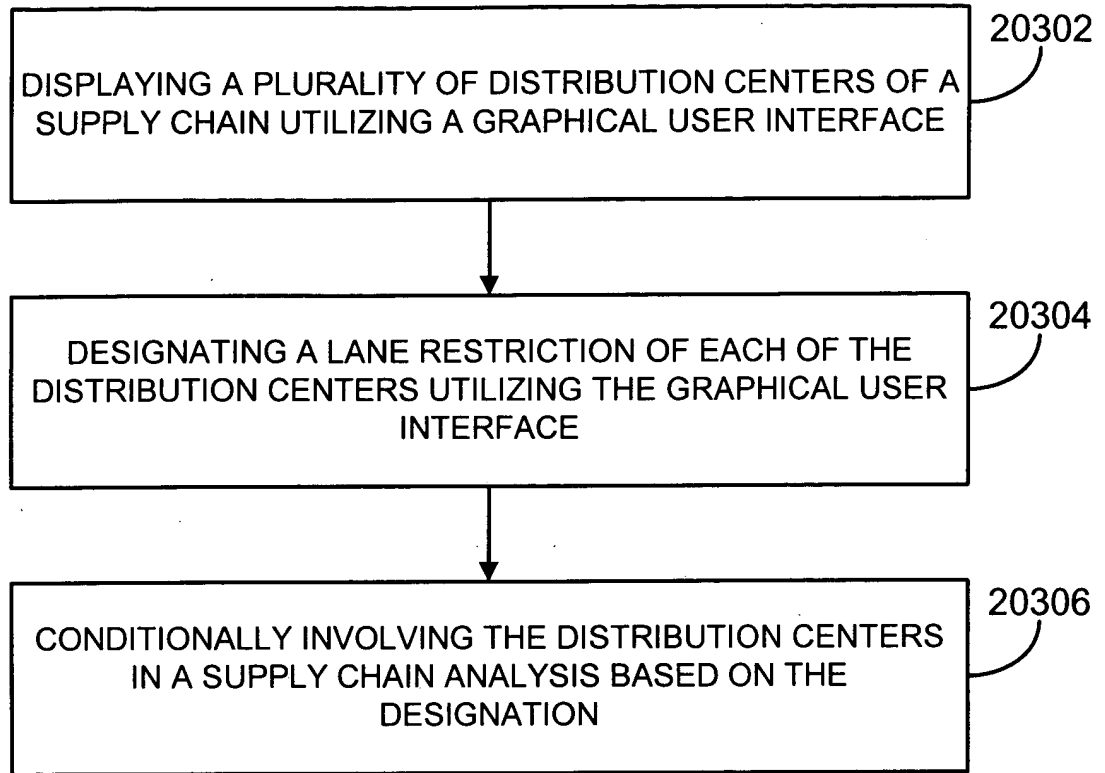 20302
DISPLAYING A PLURALITY OF DISTRIBUTION CENTERS OF A
SUPPLY CHAIN UTILIZING A GRAPHICAL USER INTERFACE
20304
DESIGNATING A LANE RESTRICTION OF EACH OF THE
DISTRIBUTION CENTERS UTILIZING THE GRAPHICAL USER
INTERFACE
20306
CONDITIONALLY INVOLVING THE DISTRIBUTION CENTERS
IN A SUPPLY CHAIN ANALYSIS BASED ON THE
DESIGNATION